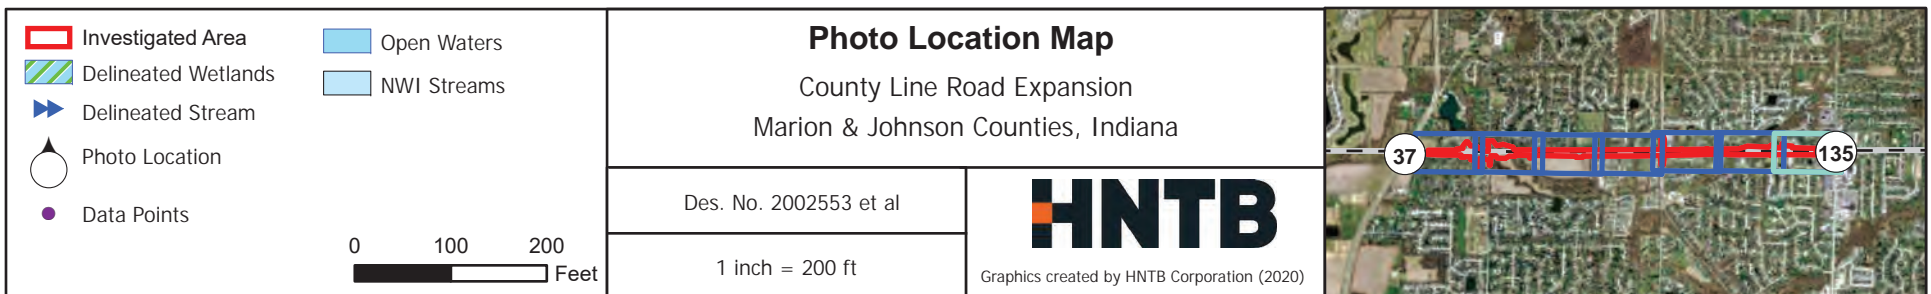 Investigated Area
Delineated Wetlands
Delineated Stream
Photo Location
Data Points
Open Waters
NWI Streams
0 100 200
Feet
Photo Location Map
County Line Road Expansion
Marion & Johnson Counties, Indiana
Des. No. 2002553 et al
1 inch = 200 ft
HNTB
Graphics created by HNTB Corporation (2020)
37
135